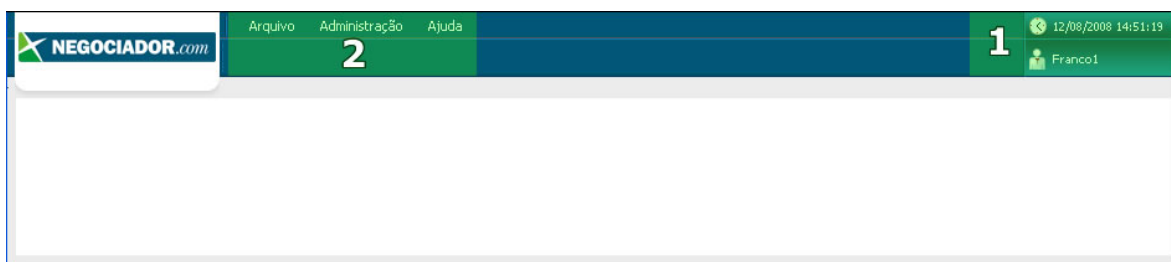 NEGOCIADOR.com
Arquivo Administração Ajuda
2
1
12/08/2008 14:51:19
Franco1